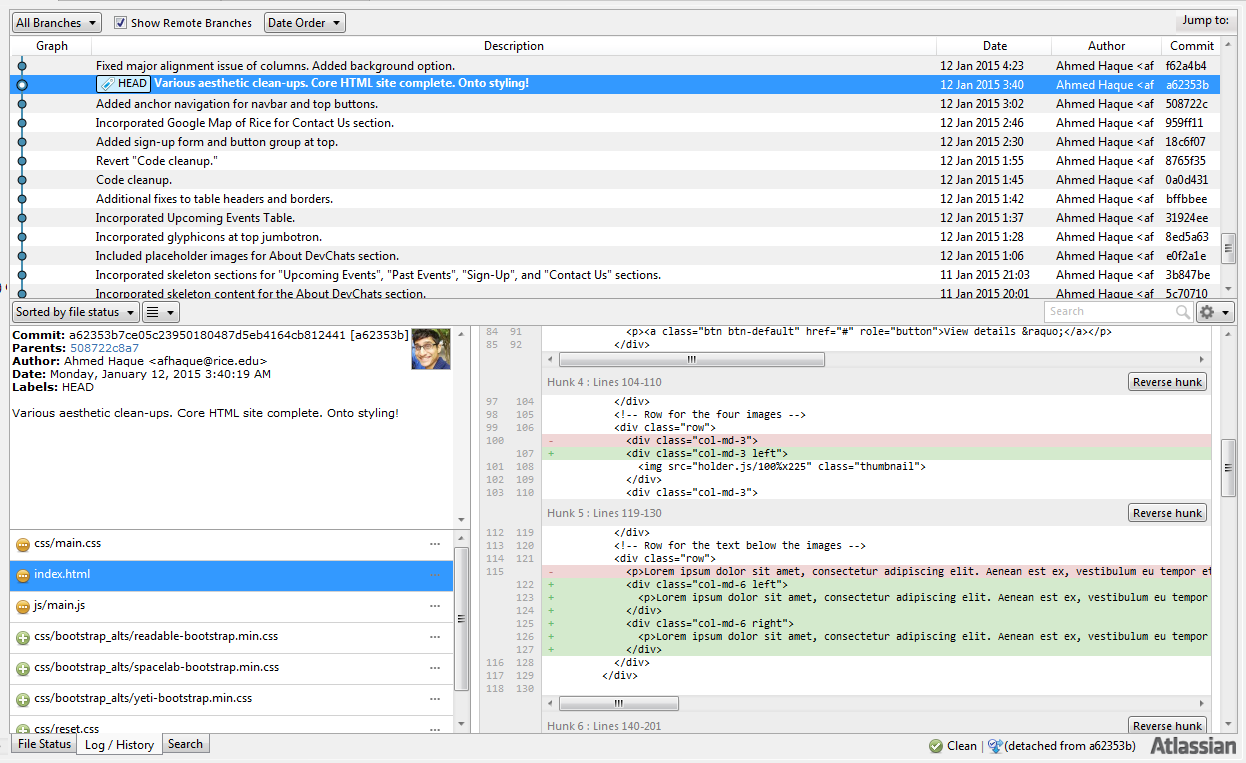 All Branches Show Remote Branches Date Order Jump to:
Graph Description Date Author Commit
Fixed major alignment issue of columns. Added background option. 12 Jan 2015 4:23 Ahmed Haque <af f62a4b4
HEAD Various aesthetic clean-ups. Core HTML site complete. Onto styling! 12 Jan 2015 3:40 Ahmed Haque <af a62353b
Added anchor navigation for navbar and top buttons. 12 Jan 2015 3:02 Ahmed Haque <af 508722c
Incorporated Google Map of Rice for Contact Us section. 12 Jan 2015 2:46 Ahmed Haque <af 959ff11
Added sign-up form and button group at top. 12 Jan 2015 2:30 Ahmed Haque <af 18c6f07
Revert "Code cleanup." 12 Jan 2015 1:55 Ahmed Haque <af 8765f35
Code cleanup. 12 Jan 2015 1:45 Ahmed Haque <af 0a0d431
Additional fixes to table headers and borders. 12 Jan 2015 1:42 Ahmed Haque <af bffbbee
Incorporated Upcoming Events Table. 12 Jan 2015 1:37 Ahmed Haque <af 31924ee
Incorporated glyphicons at top jumbotron. 12 Jan 2015 1:28 Ahmed Haque <af 8ed5a63
Included placeholder images for About DevChats section. 12 Jan 2015 1:06 Ahmed Haque <af e0f2a1e
Incorporated skeleton sections for "Upcoming Events", "Past Events", "Sign-Up", and "Contact Us" sections. 11 Jan 2015 21:03 Ahmed Haque <af 3b847be
Incorporated skeleton content for the About DevChats section. 11 Jan 2015 20:01 Ahmed Haque <af 5c70710
Sorted by file status Search
Commit: a62353b7ce05c23950180487d5eb4164cb812441 [a62353b]
Parents: 508722c8a7
Author: Ahmed Haque <afhaque@rice.edu>
Date: Monday, January 12, 2015 3:40:19 AM
Labels: HEAD
Various aesthetic clean-ups. Core HTML site complete. Onto styling!
css/main.css
index.html
js/main.js
css/bootstrap_alts/readable-bootstrap.min.css
css/bootstrap_alts/spacelab-bootstrap.min.css
css/bootstrap_alts/yeti-bootstrap.min.css
css/reset.css
84 91 <p><a class="btn btn-default" href="#" role="button">View details &raquo;</a></p>
85 92 </div>
Hunk 4 : Lines 104-110 Reverse hunk
97 104 </div>
98 105 <!-- Row for the four images -->
99 106 <div class="row">
100 - <div class="col-md-3">
107 + <div class="col-md-3 left">
101 108 <img src="holder.js/100%x225" class="thumbnail">
102 109 </div>
103 110 <div class="col-md-3">
Hunk 5 : Lines 119-130 Reverse hunk
112 119 </div>
113 120 <!-- Row for the text below the images -->
114 121 <div class="row">
115 - <p>Lorem ipsum dolor sit amet, consectetur adipiscing elit. Aenean est ex, vestibulum eu tempor et
122 + <div class="col-md-6 left">
123 + <p>Lorem ipsum dolor sit amet, consectetur adipiscing elit. Aenean est ex, vestibulum eu tempor
124 + </div>
125 + <div class="col-md-6 right">
126 + <p>Lorem ipsum dolor sit amet, consectetur adipiscing elit. Aenean est ex, vestibulum eu tempor
127 + </div>
116 128 </div>
117 129 </div>
118 130
Hunk 6 : Lines 140-201 Reverse hunk
File Status Log / History Search Clean | (detached from a62353b) Atlassian